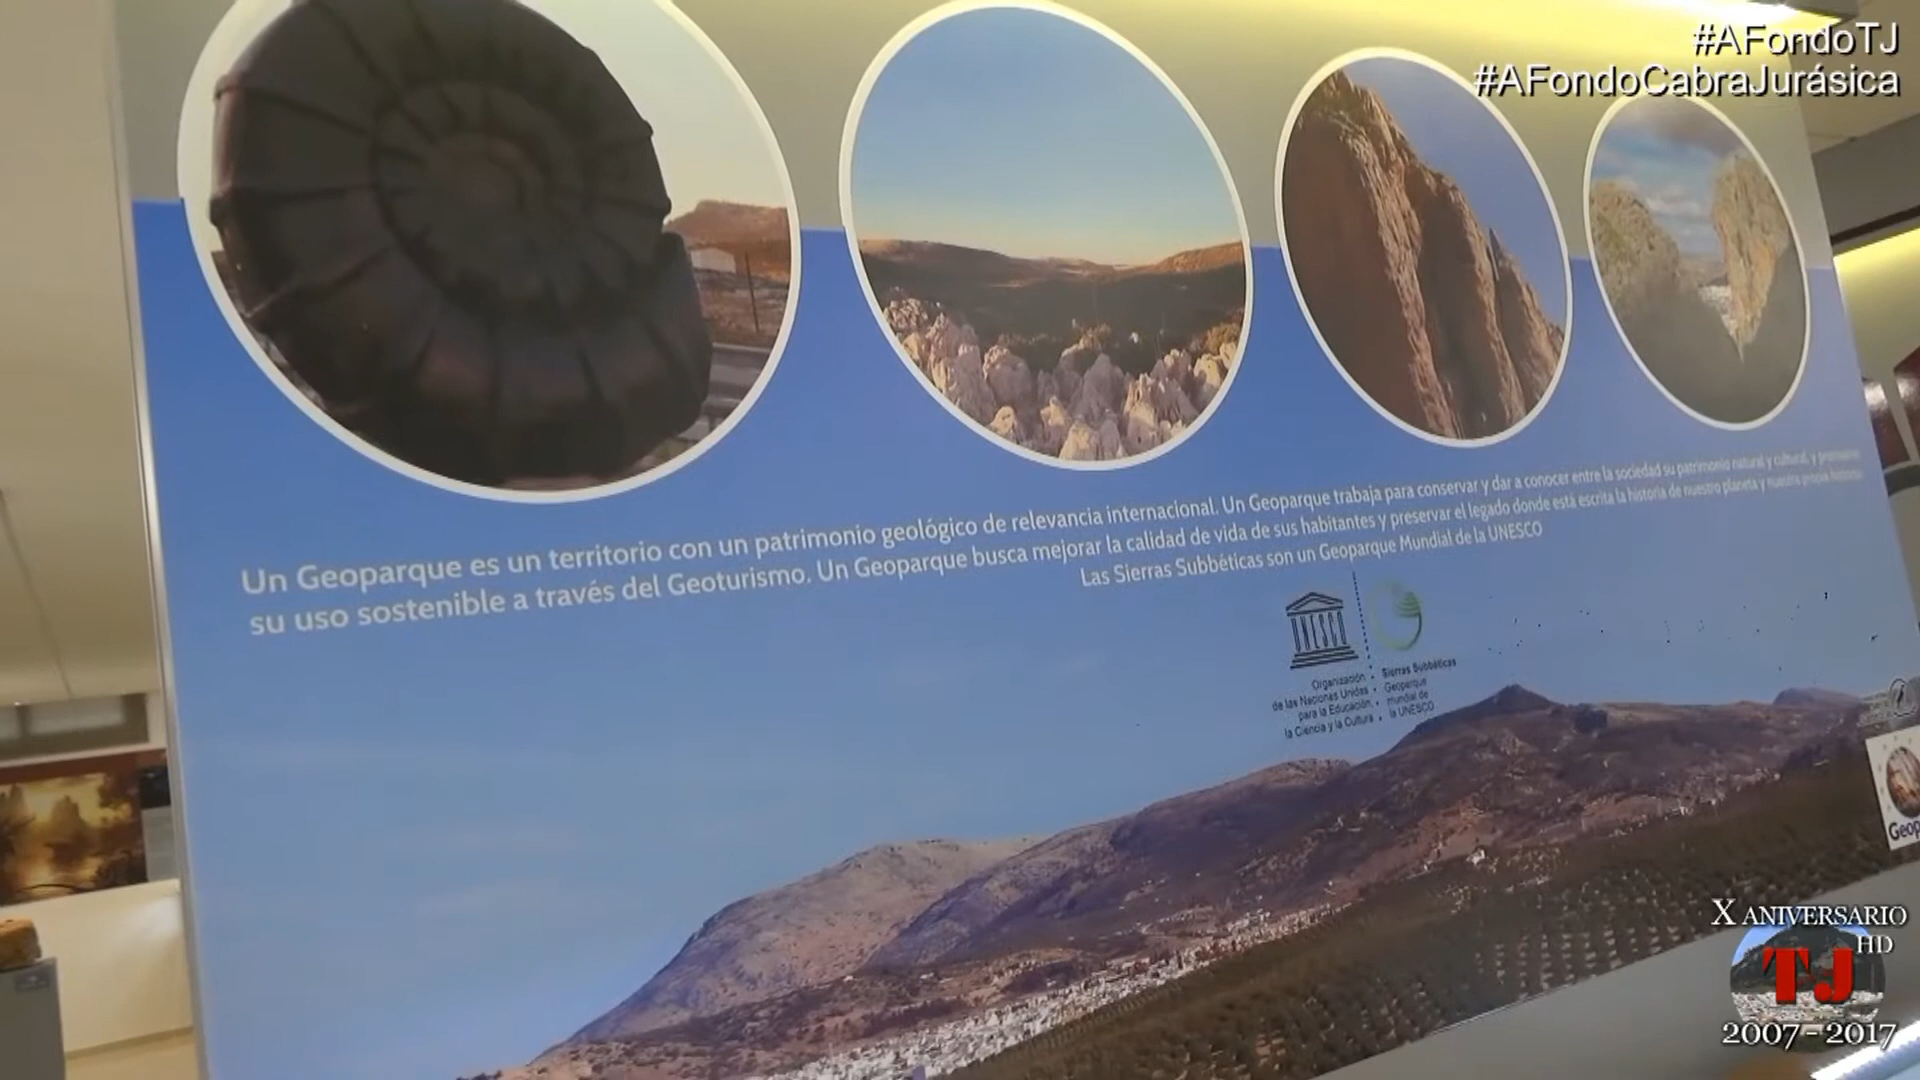 #AFondoTJ
#AFondoCabraJurásica
Un Geoparque es un territorio con un patrimonio geológico de relevancia internacional. Un Geoparque trabaja para conservar y dar a conocer entre la sociedad su patrimonio natural y cultural, y promueve
su uso sostenible a través del Geoturismo. Un Geoparque busca mejorar la calidad de vida de sus habitantes y preservar el legado donde está escrita la historia de nuestro planeta y nuestra propia historia
Las Sierras Subbéticas son un Geoparque Mundial de la UNESCO
UNESCO
Organización
de las Naciones Unidas
para la Educación,
la Ciencia y la Cultura
Sierras Subbéticas
Geoparque
mundial de
la UNESCO
Geop
X ANIVERSARIO
HD
TJ
2007-2017